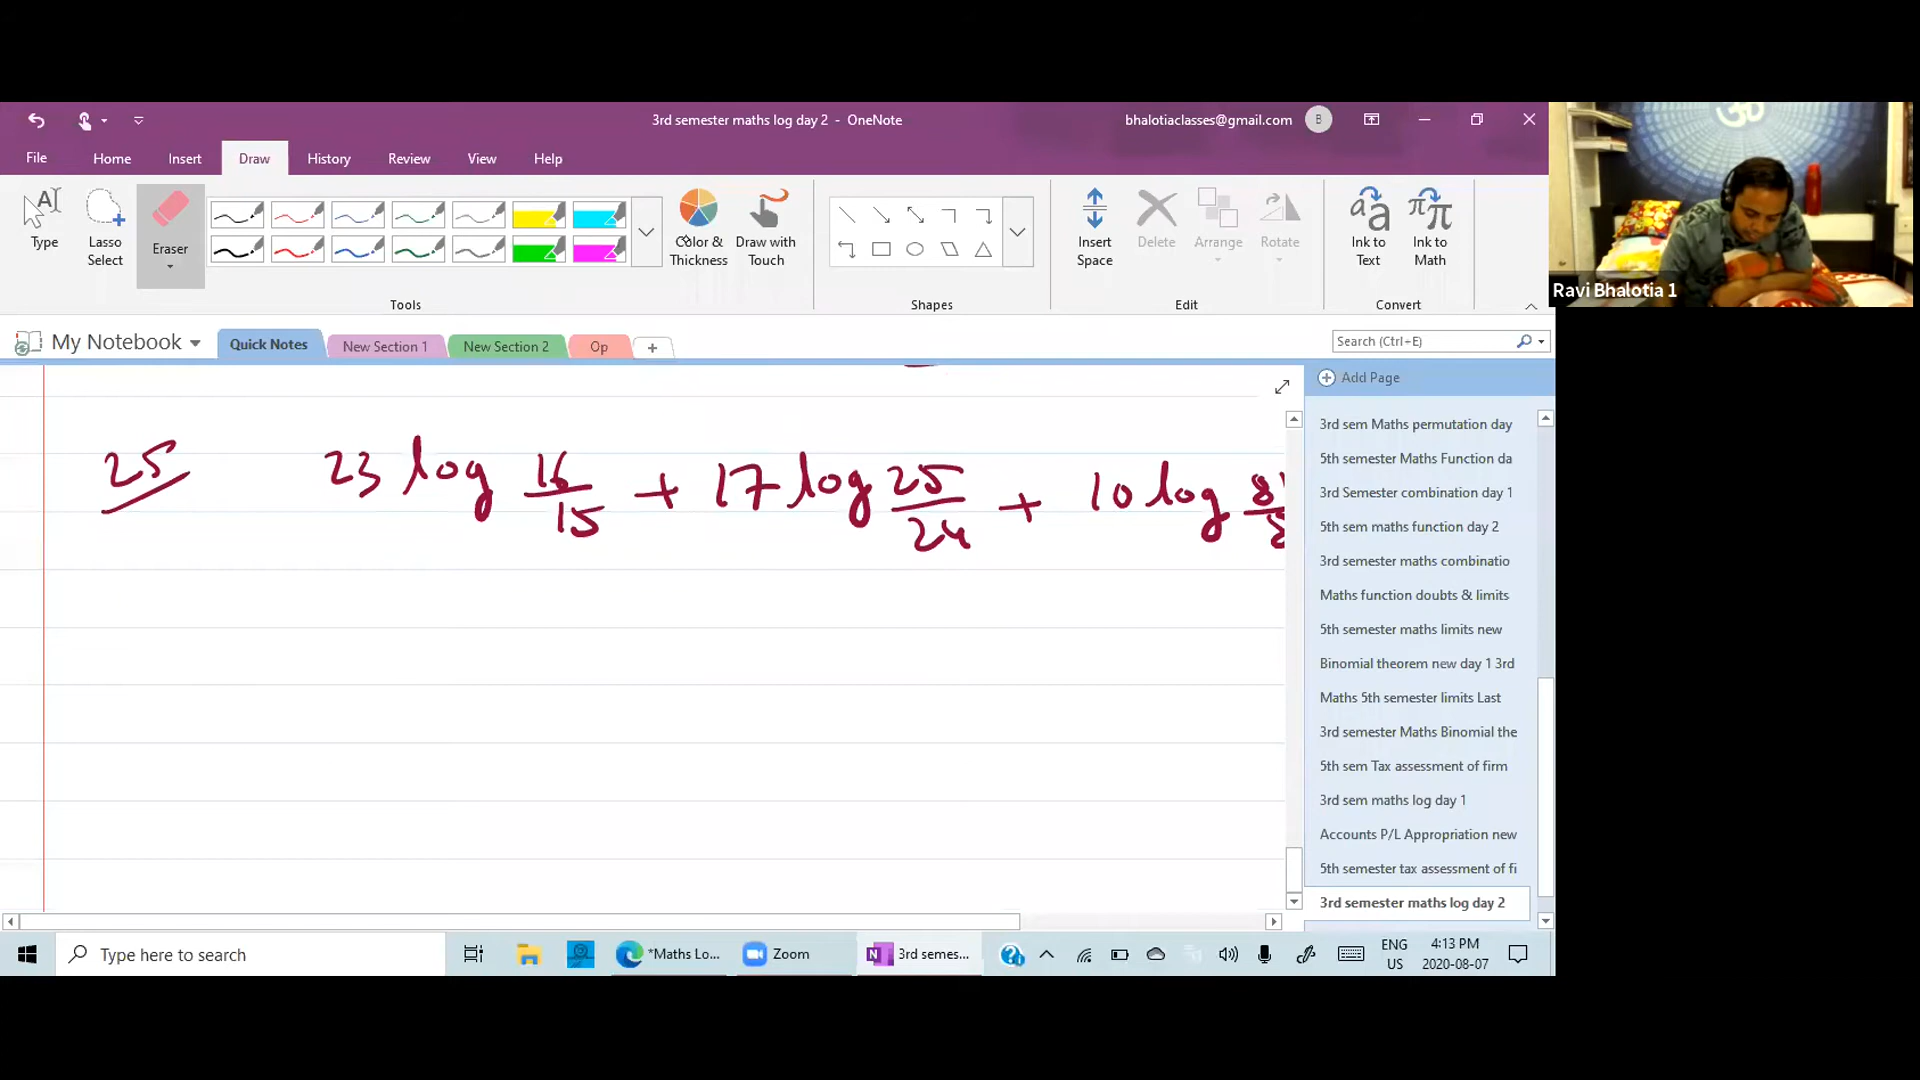 3rd semester maths log day 2 - OneNote
bhalotiaclasses@gmail.com
B
File
Home
Insert
Draw
History
Review
View
Help
Type
Lasso Select
Eraser
Color & Thickness
Draw with Touch
Insert Space
Delete
Arrange
Rotate
Ink to Text
Ink to Math
Tools
Shapes
Edit
Convert
Ravi Bhalotia 1
My Notebook
Quick Notes
New Section 1
New Section 2
Op
Search (Ctrl+E)
Add Page
3rd sem Maths permutation day
5th semester Maths Function da
3rd Semester combination day 1
5th sem maths function day 2
3rd semester maths combinatio
Maths function doubts & limits
5th semester maths limits new
Binomial theorem new day 1 3rd
Maths 5th semester limits Last
3rd semester Maths Binomial the
5th sem Tax assessment of firm
3rd sem maths log day 1
Accounts P/L Appropriation new
5th semester tax assessment of fi
3rd semester maths log day 2
25 23 log 16/15 + 17 log 25/24 + 10 log
Type here to search
*Maths Lo...
Zoom
3rd semes...
ENG
US
4:13 PM
2020-08-07